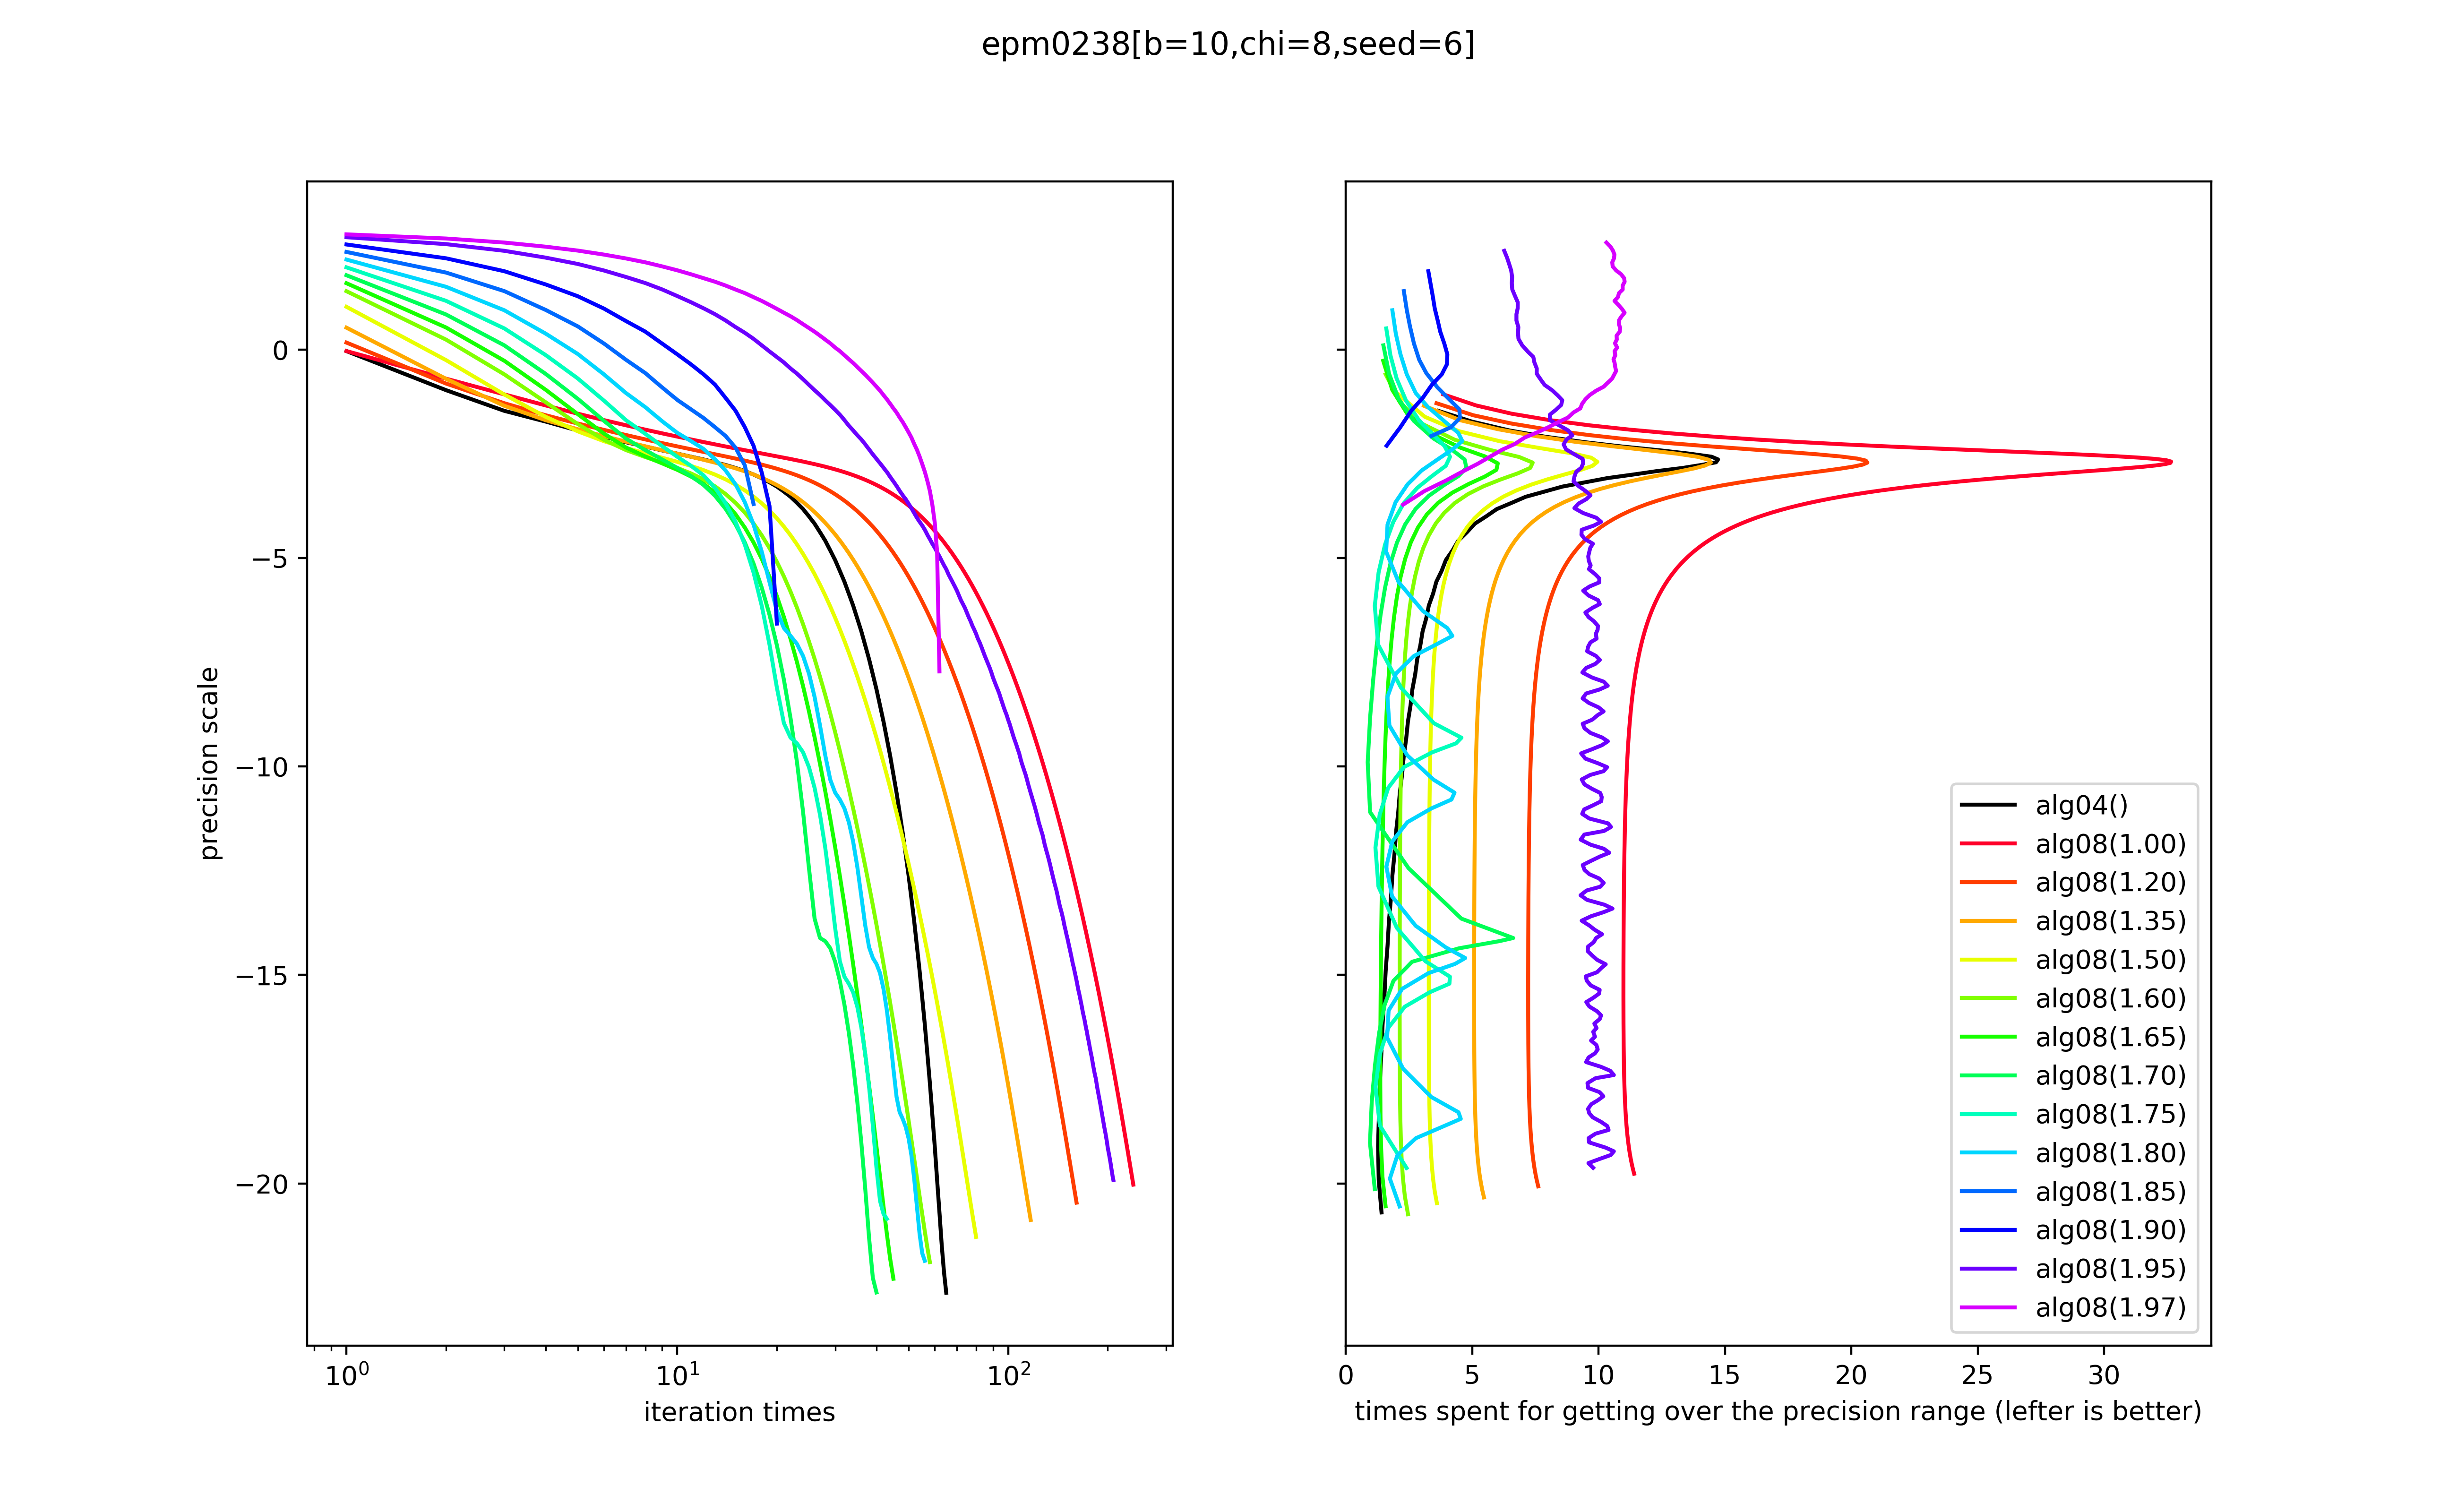 epm0238[b=10,chi=8,seed=6]
precision scale
0
−5
−10
−15
−20
10⁰ 10¹ 10²
iteration times
0 5 10 15 20 25 30
times spent for getting over the precision range (lefter is better)
alg04()
alg08(1.00)
alg08(1.20)
alg08(1.35)
alg08(1.50)
alg08(1.60)
alg08(1.65)
alg08(1.70)
alg08(1.75)
alg08(1.80)
alg08(1.85)
alg08(1.90)
alg08(1.95)
alg08(1.97)